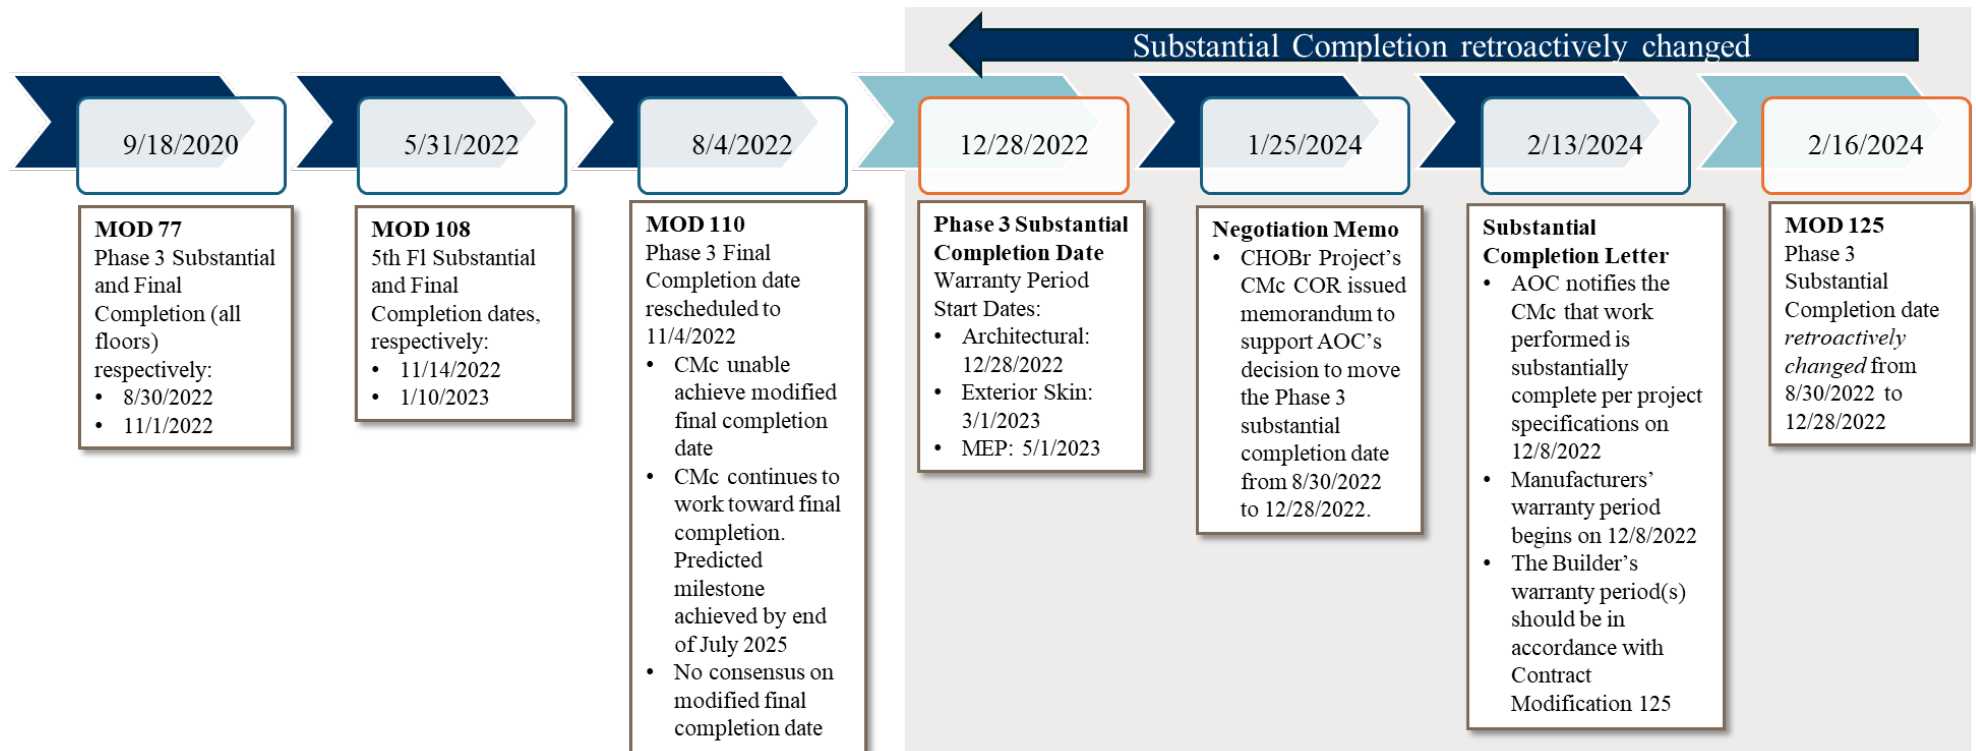 Substantial Completion retroactively changed
9/18/2020
MOD 77
Phase 3 Substantial
and Final
Completion (all
floors)
respectively:
• 8/30/2022
• 11/1/2022
5/31/2022
MOD 108
5th Fl Substantial
and Final
Completion dates,
respectively:
• 11/14/2022
• 1/10/2023
8/4/2022
MOD 110
Phase 3 Final
Completion date
rescheduled to
11/4/2022
• CMc unable
achieve modified
final completion
date
• CMc continues to
work toward final
completion.
Predicted
milestone
achieved by end
of July 2025
• No consensus on
modified final
completion date
12/28/2022
Phase 3 Substantial
Completion Date
Warranty Period
Start Dates:
• Architectural:
12/28/2022
• Exterior Skin:
3/1/2023
• MEP: 5/1/2023
1/25/2024
Negotiation Memo
• CHOBr Project’s
CMc COR issued
memorandum to
support AOC’s
decision to move
the Phase 3
substantial
completion date
from 8/30/2022
to 12/28/2022.
2/13/2024
Substantial
Completion Letter
• AOC notifies the
CMc that work
performed is
substantially
complete per project
specifications on
12/8/2022
• Manufacturers’
warranty period
begins on 12/8/2022
• The Builder’s
warranty period(s)
should be in
accordance with
Contract
Modification 125
2/16/2024
MOD 125
Phase 3
Substantial
Completion date
retroactively
changed from
8/30/2022 to
12/28/2022